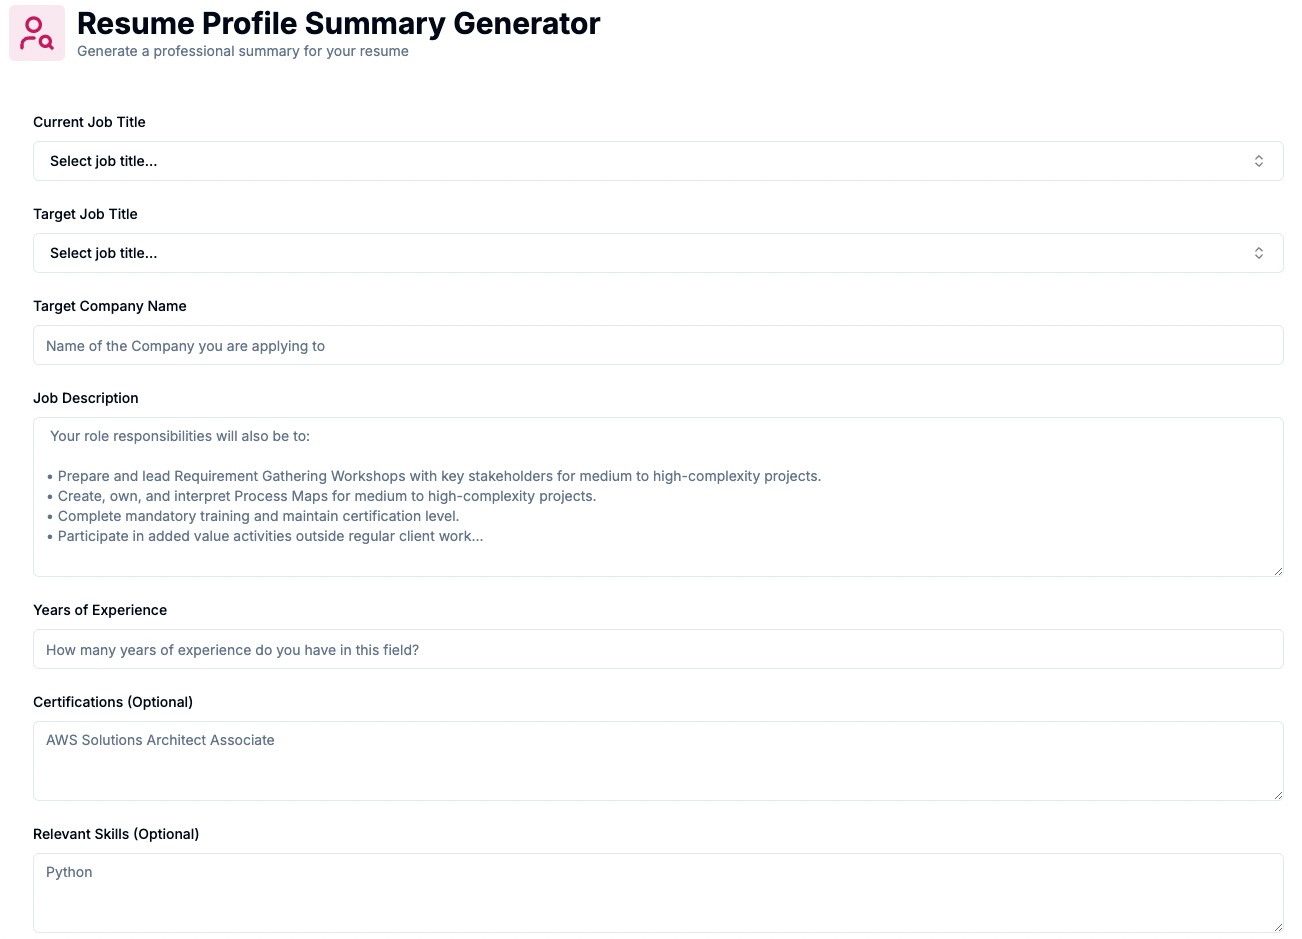 Resume Profile Summary Generator
Generate a professional summary for your resume
Current Job Title
Select job title...
Target Job Title
Select job title...
Target Company Name
Name of the Company you are applying to
Job Description
Your role responsibilities will also be to:
• Prepare and lead Requirement Gathering Workshops with key stakeholders for medium to high-complexity projects.
• Create, own, and interpret Process Maps for medium to high-complexity projects.
• Complete mandatory training and maintain certification level.
• Participate in added value activities outside regular client work...
Years of Experience
How many years of experience do you have in this field?
Certifications (Optional)
AWS Solutions Architect Associate
Relevant Skills (Optional)
Python